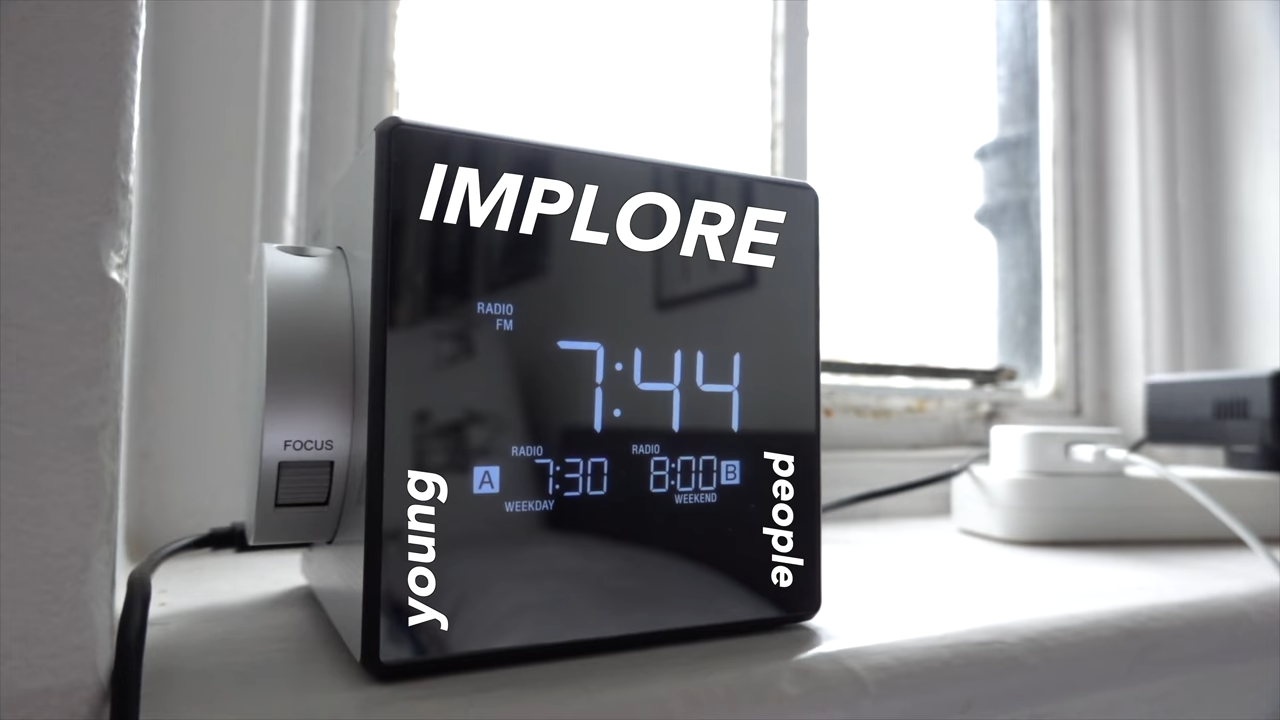 IMPLORE
RADIO
FM
7:44
FOCUS
RADIO
RADIO
A 7:30 8:00 B
WEEKDAY
WEEKEND
young
people